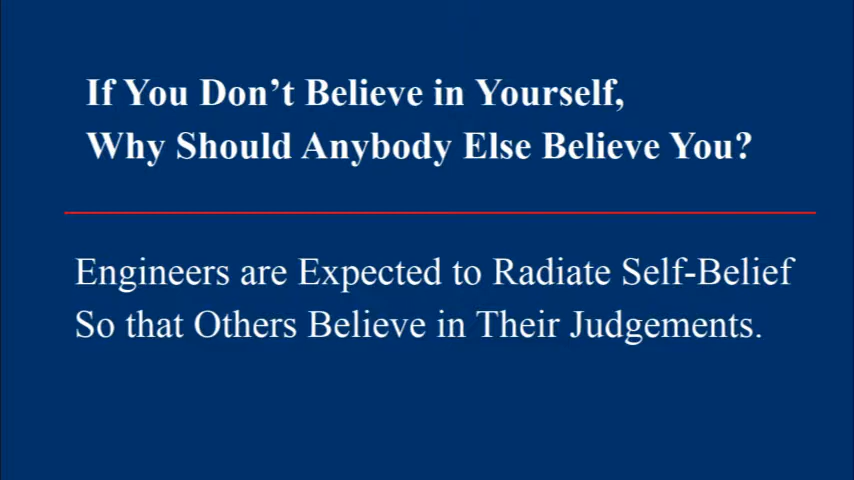 If You Don’t Believe in Yourself,
Why Should Anybody Else Believe You?
Engineers are Expected to Radiate Self-Belief
So that Others Believe in Their Judgements.